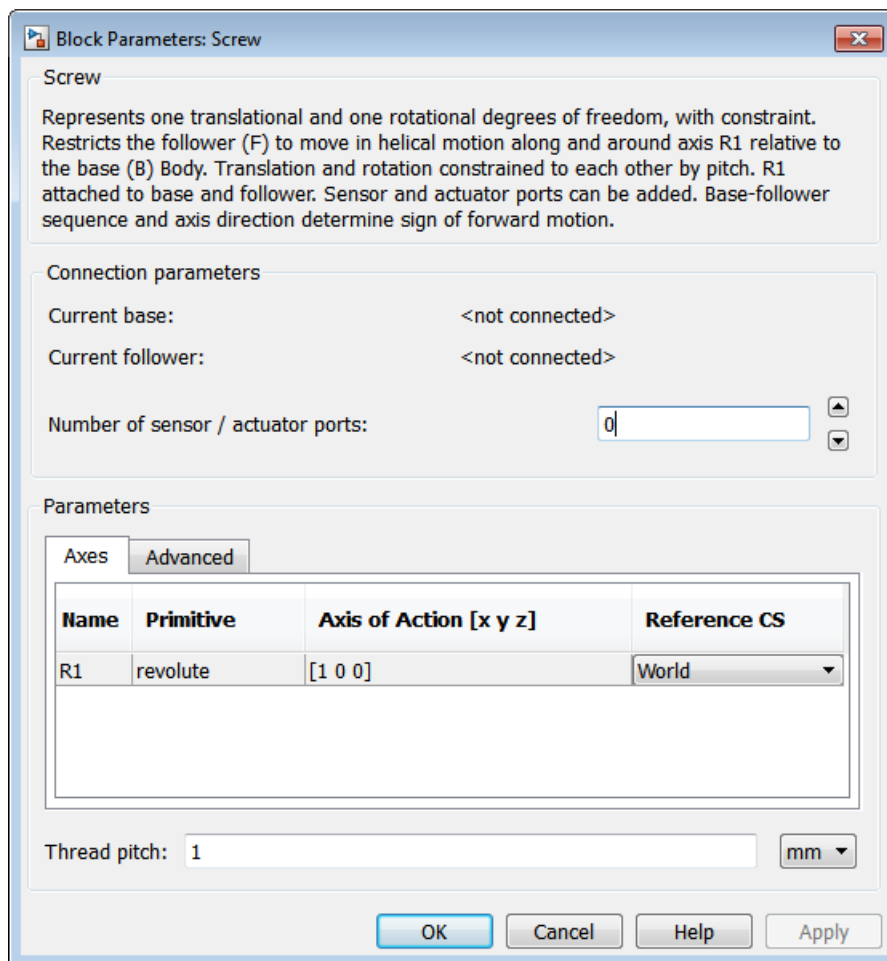 Block Parameters: Screw
Screw
Represents one translational and one rotational degrees of freedom, with constraint.
Restricts the follower (F) to move in helical motion along and around axis R1 relative to
the base (B) Body. Translation and rotation constrained to each other by pitch. R1
attached to base and follower. Sensor and actuator ports can be added. Base-follower
sequence and axis direction determine sign of forward motion.
Connection parameters
Current base: <not connected>
Current follower: <not connected>
Number of sensor / actuator ports: 0
Parameters
Axes Advanced
Name Primitive Axis of Action [x y z] Reference CS
R1 revolute [1 0 0] World
Thread pitch: 1 mm
OK Cancel Help Apply